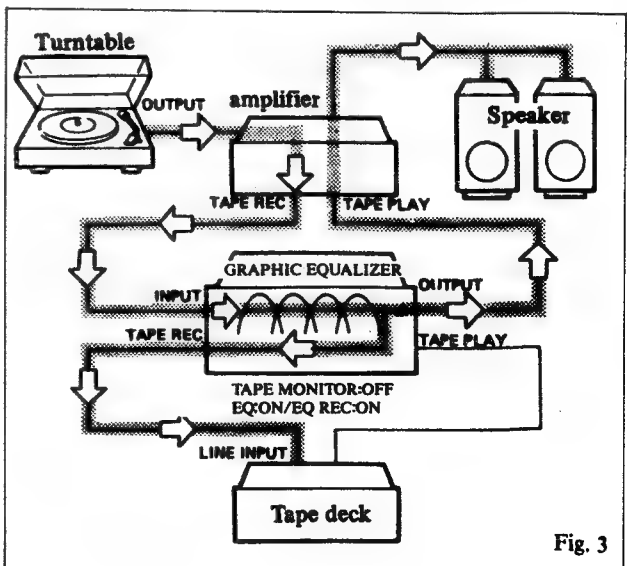 Turntable
OUTPUT
amplifier
Speaker
TAPE REC
TAPE PLAY
GRAPHIC EQUALIZER
INPUT
OUTPUT
TAPE REC
TAPE PLAY
TAPE MONITOR:OFF
EQ:ON/EQ REC:ON
LINE INPUT
Tape deck
Fig. 3